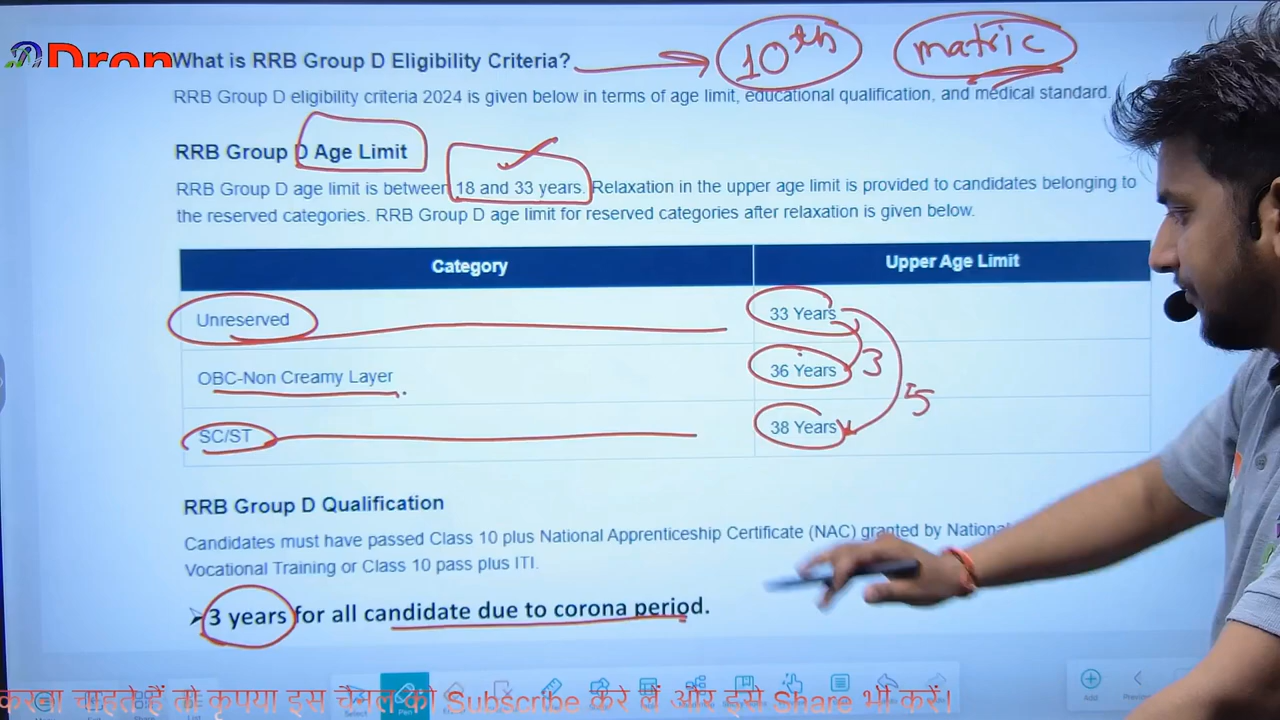 Dron
What is RRB Group D Eligibility Criteria? 10th matric
RRB Group D eligibility criteria 2024 is given below in terms of age limit, educational qualification, and medical standard.
RRB Group D Age Limit
RRB Group D age limit is between 18 and 33 years. Relaxation in the upper age limit is provided to candidates belonging to
the reserved categories. RRB Group D age limit for reserved categories after relaxation is given below.
Category Upper Age Limit
Unreserved 33 Years
OBC-Non Creamy Layer 36 Years 3
5
SC/ST 38 Years
RRB Group D Qualification
Candidates must have passed Class 10 plus National Apprenticeship Certificate (NAC) granted by National
Vocational Training or Class 10 pass plus ITI.
3 years for all candidate due to corona period.
Select Pen Add
करना चाहते हैं तो कृपया इस चैनल को Subscribe करे लें और इसे Share भी करें।